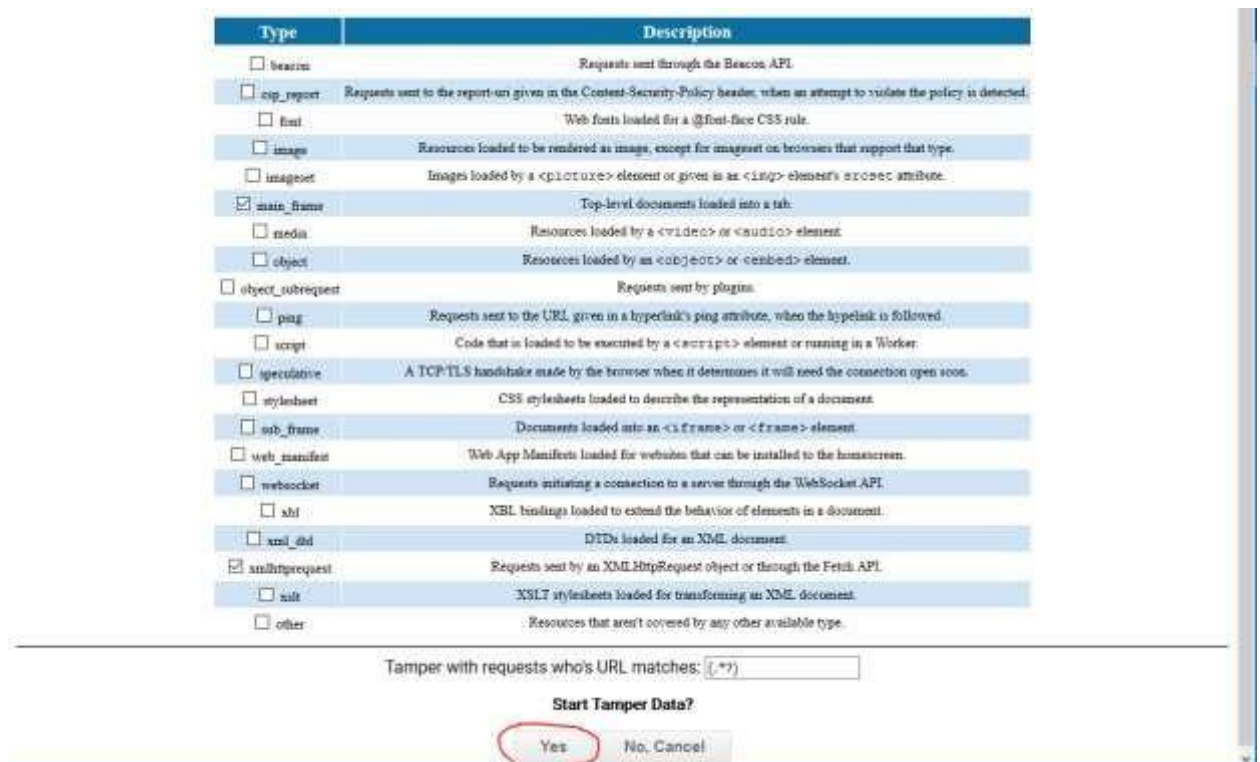 Type Description
beacon Requests sent through the Beacon API.
csp_report Requests sent to the report-uri given in the Content-Security-Policy header, when an attempt to violate the policy is detected.
font Web fonts loaded for a @font-face CSS rule.
image Resources loaded to be rendered as image, except for imageset on browsers that support that type.
imageset Images loaded by a <picture> element or given in an <img> element's srcset attribute.
main_frame Top-level documents loaded into a tab.
media Resources loaded by a <video> or <audio> element.
object Resources loaded by an <object> or <embed> element.
object_subrequest Requests sent by plugins.
ping Requests sent to the URL given in a hyperlink's ping attribute, when the hypelink is followed.
script Code that is loaded to be executed by a <script> element or running in a Worker.
speculative A TCP/TLS handshake made by the browser when it determines it will need the connection open soon.
stylesheet CSS stylesheets loaded to describe the representation of a document.
sub_frame Documents loaded into an <iframe> or <frame> element.
web_manifest Web App Manifests loaded for websites that can be installed to the homescreen.
websocket Requests initiating a connection to a server through the WebSocket API.
xbl XBL bindings loaded to extend the behavior of elements in a document.
xml_dtd DTDs loaded for an XML document.
xmlhttprequest Requests sent by an XMLHttpRequest object or through the Fetch API.
xslt XSLT stylesheets loaded for transforming an XML document.
other Resources that aren't covered by any other available type.
Tamper with requests who's URL matches: (.*?)
Start Tamper Data?
Yes No, Cancel